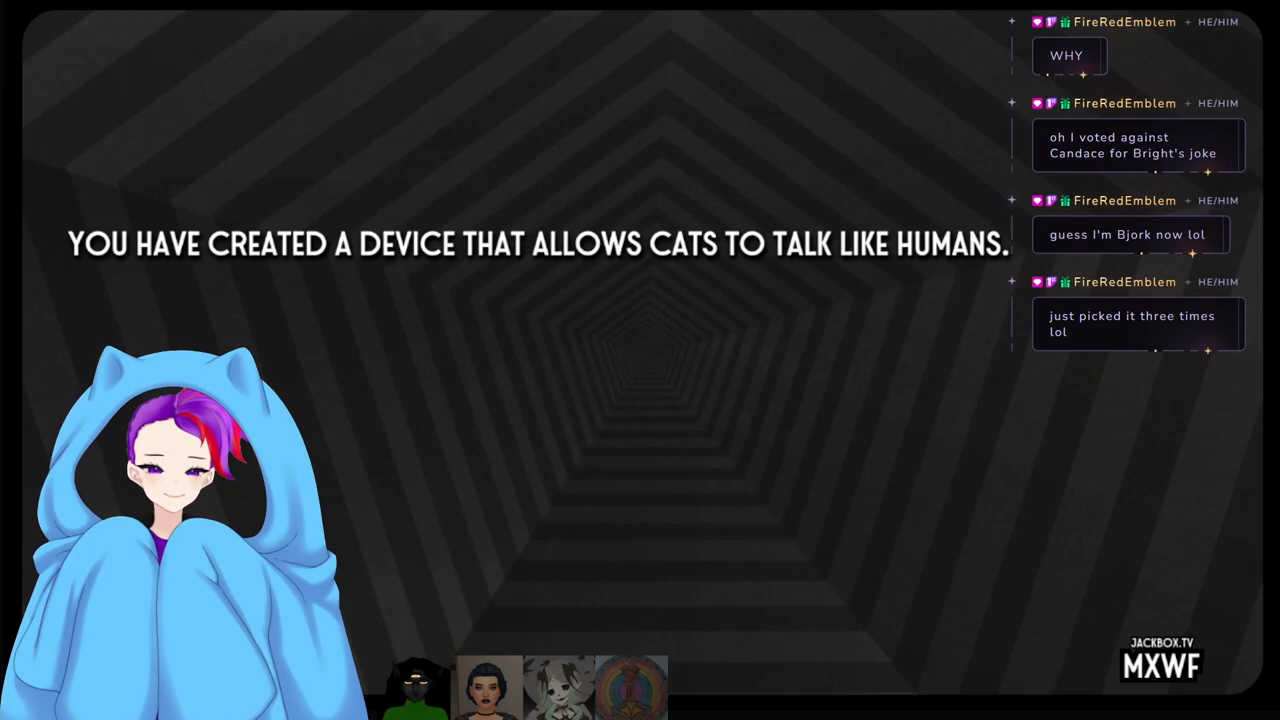 FireRedEmblem HE/HIM
WHY
FireRedEmblem HE/HIM
oh I voted against
Candace for Bright's joke
FireRedEmblem HE/HIM
guess I'm Bjork now lol
FireRedEmblem HE/HIM
just picked it three times
lol
YOU HAVE CREATED A DEVICE THAT ALLOWS CATS TO TALK LIKE HUMANS.
JACKBOX.TV
MXWF